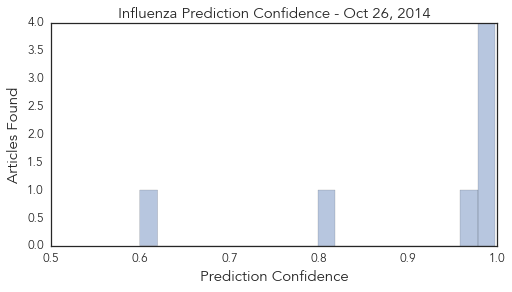 Influenza Prediction Confidence - Oct 26, 2014
4.0
3.5
3.0
2.5
2.0
1.5
1.0
0.5
0.0
Articles Found
0.5 0.6 0.7 0.8 0.9 1.0
Prediction Confidence